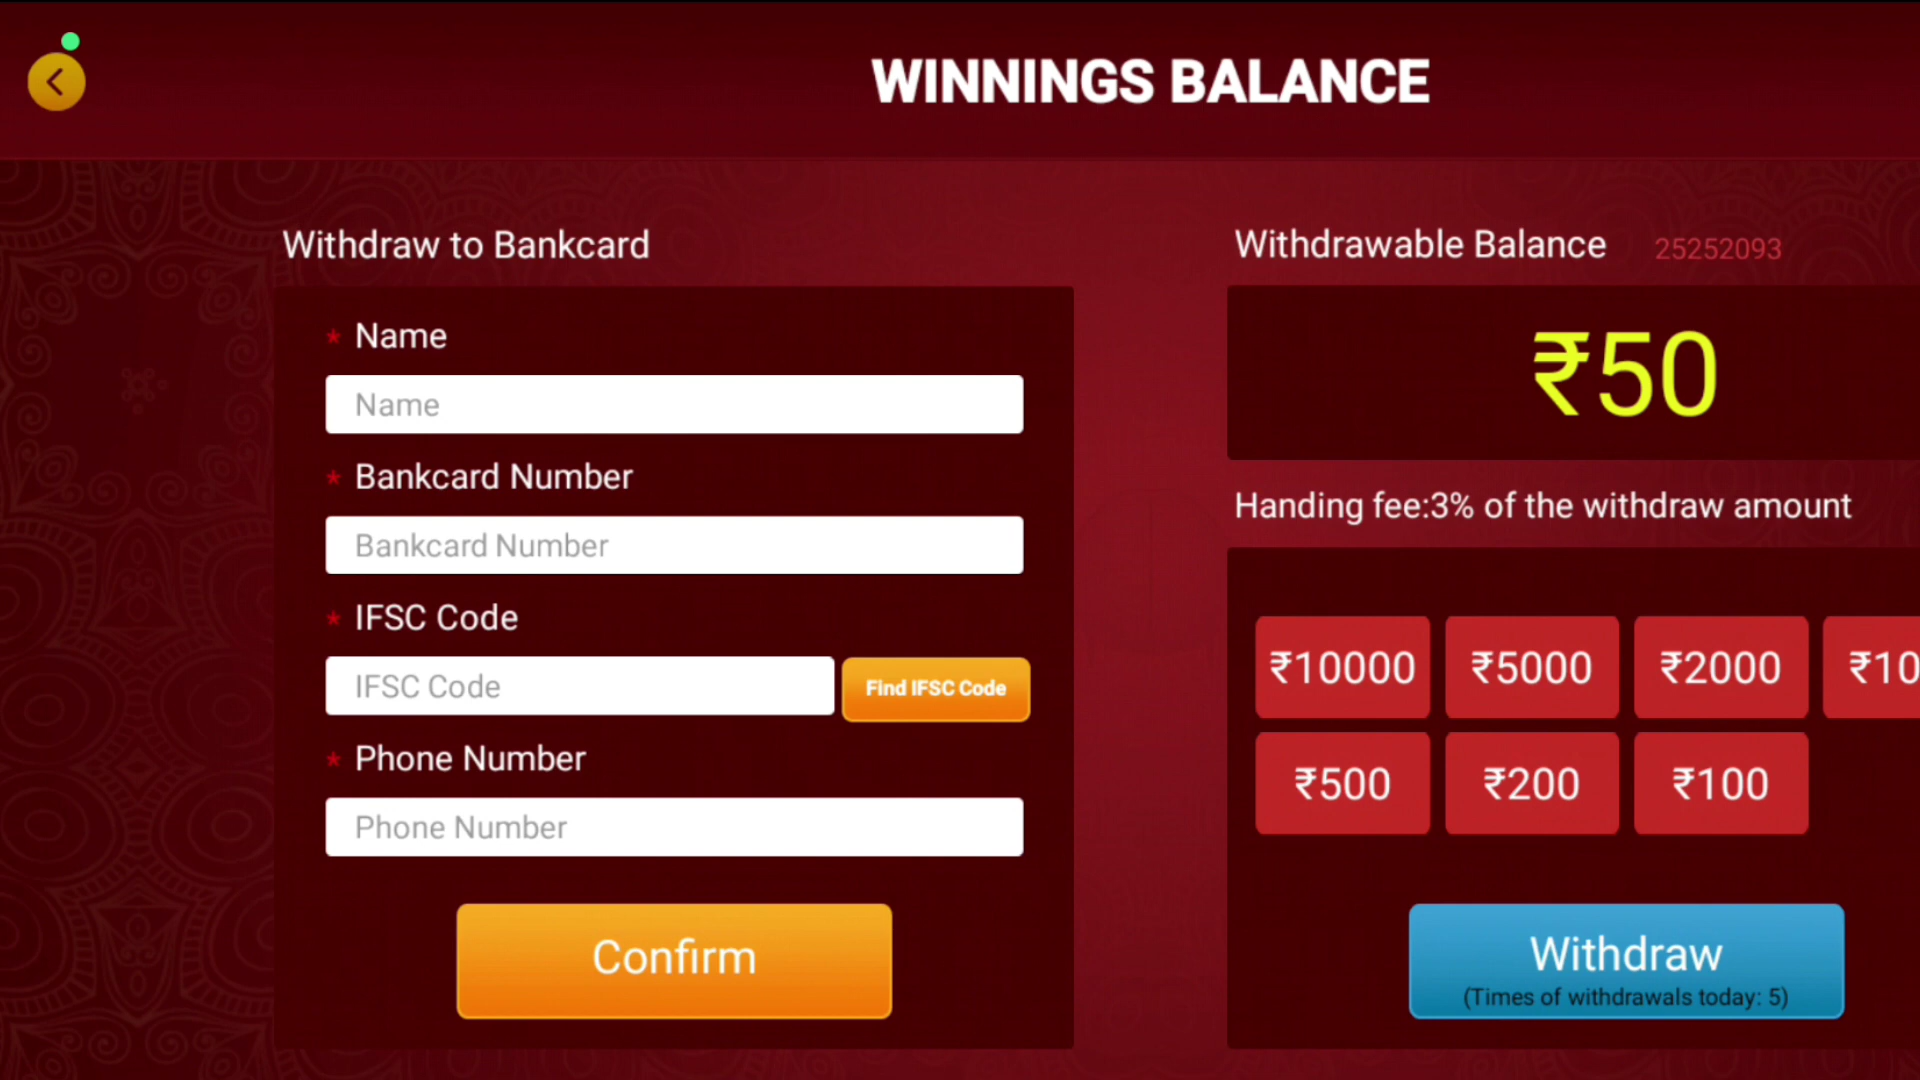 WINNINGS BALANCE
Withdraw to Bankcard
* Name
Name
* Bankcard Number
Bankcard Number
* IFSC Code
IFSC Code
Find IFSC Code
* Phone Number
Phone Number
Confirm
Withdrawable Balance 25252093
₹50
Handing fee:3% of the withdraw amount
₹10000 ₹5000 ₹2000 ₹10
₹500 ₹200 ₹100
Withdraw
(Times of withdrawals today: 5)